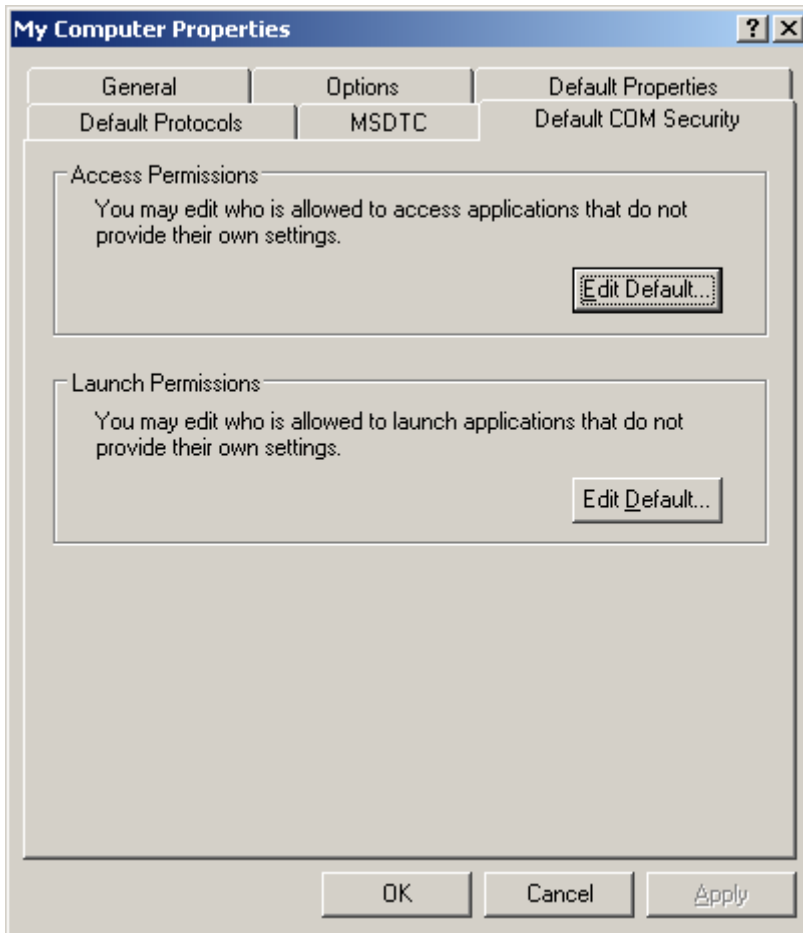 My Computer Properties
General Options Default Properties
Default Protocols MSDTC Default COM Security
Access Permissions
You may edit who is allowed to access applications that do not
provide their own settings.
Edit Default...
Launch Permissions
You may edit who is allowed to launch applications that do not
provide their own settings.
Edit Default...
OK Cancel Apply